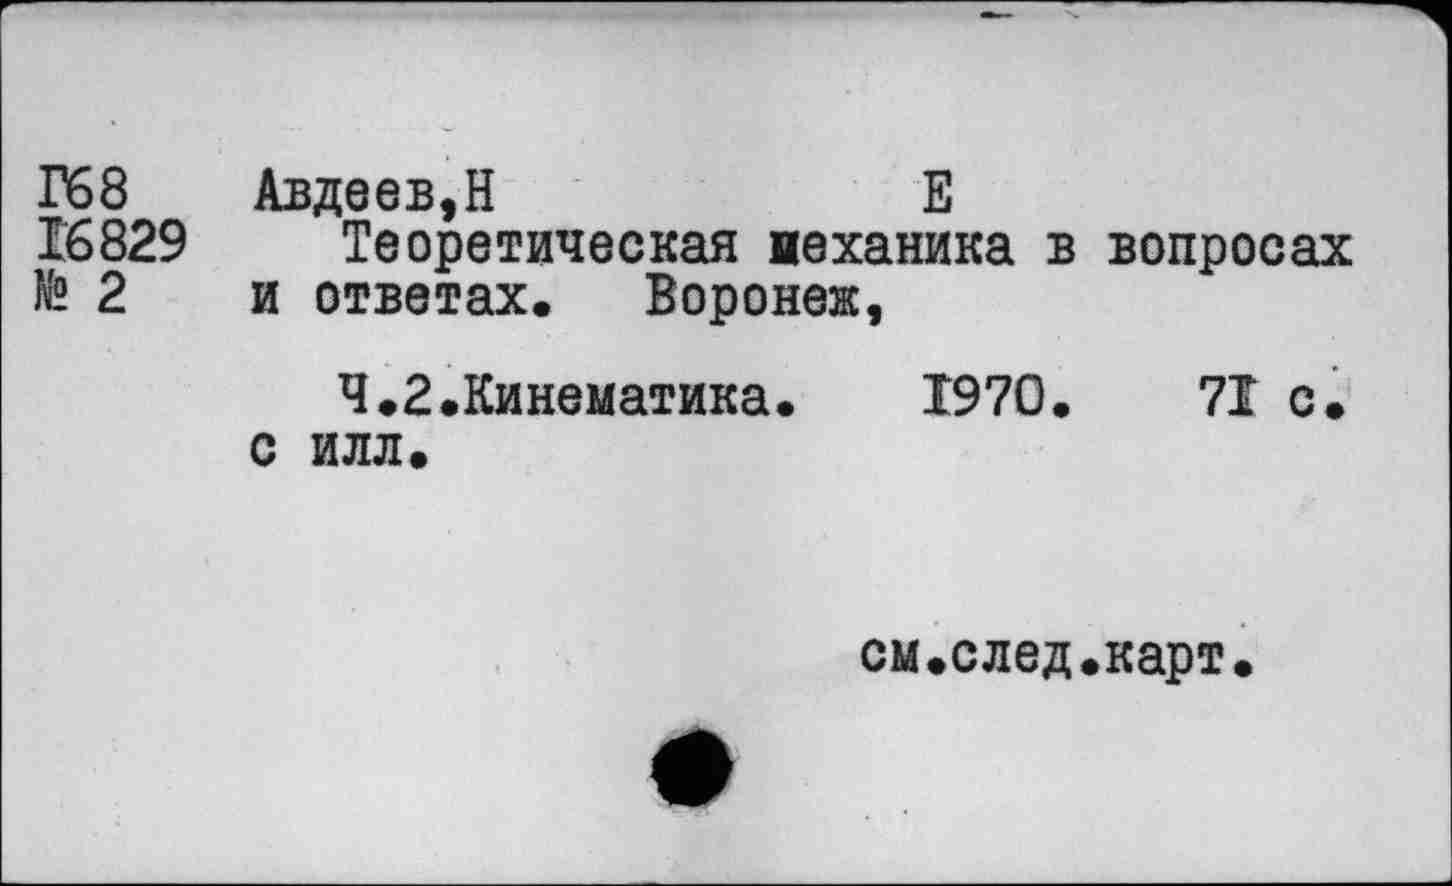 Г68 Авдеев,Н Е
I6829 Теоретическая механика в вопросах
№ 2 и ответах. Воронеж,
Ч.2.Кинематика. I970. 7I с.
с илл.
см.след.карт.